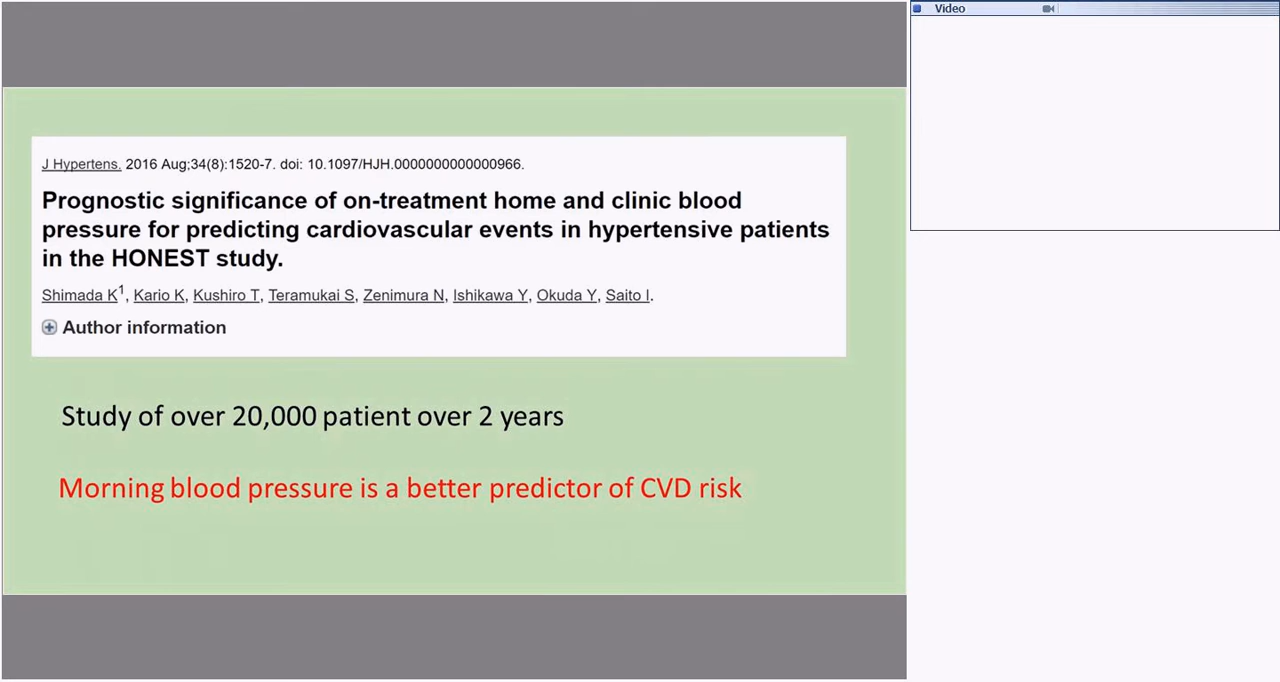 Video
J Hypertens. 2016 Aug;34(8):1520-7. doi: 10.1097/HJH.0000000000000966.
Prognostic significance of on-treatment home and clinic blood
pressure for predicting cardiovascular events in hypertensive patients
in the HONEST study.
Shimada K1, Kario K, Kushiro T, Teramukai S, Zenimura N, Ishikawa Y, Okuda Y, Saito I.
Author information
Study of over 20,000 patient over 2 years
Morning blood pressure is a better predictor of CVD risk